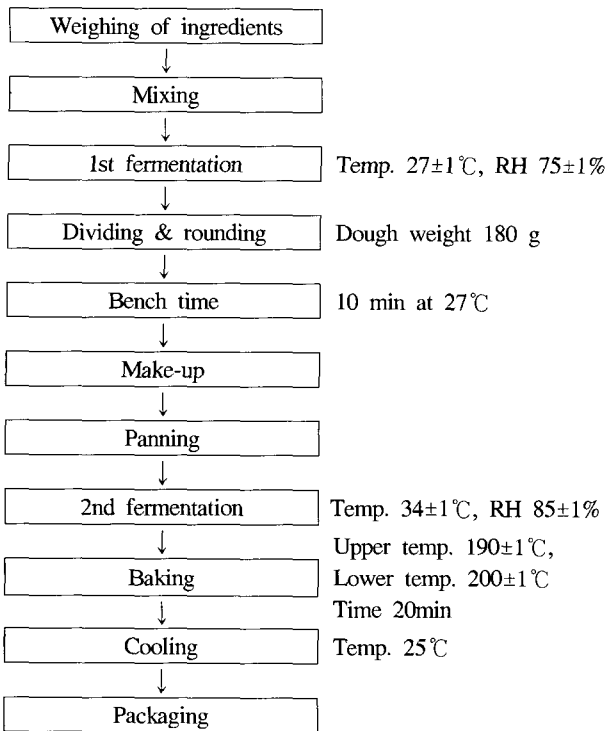 Weighing of ingredients
↓
Mixing
↓
1st fermentation Temp. 27±1℃, RH 75±1%
↓
Dividing & rounding Dough weight 180 g
↓
Bench time 10 min at 27℃
↓
Make-up
↓
Panning
↓
2nd fermentation Temp. 34±1℃, RH 85±1%
↓ Upper temp. 190±1℃,
Baking Lower temp. 200±1℃
↓ Time 20min
Cooling Temp. 25℃
↓
Packaging